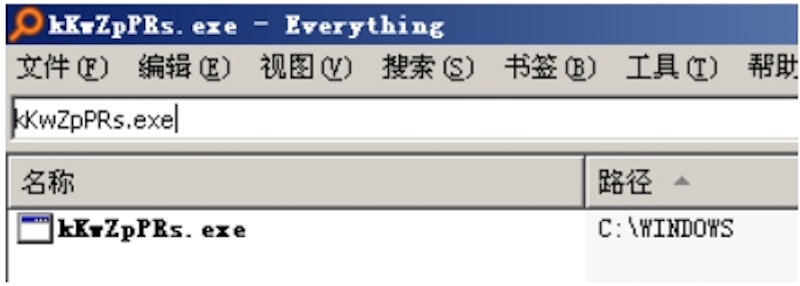 kKwZpPRs.exe - Everything
文件(F) 编辑(E) 视图(V) 搜索(S) 书签(B) 工具(T) 帮助
kKwZpPRs.exe
名称 路径
kKwZpPRs.exe C:\WINDOWS